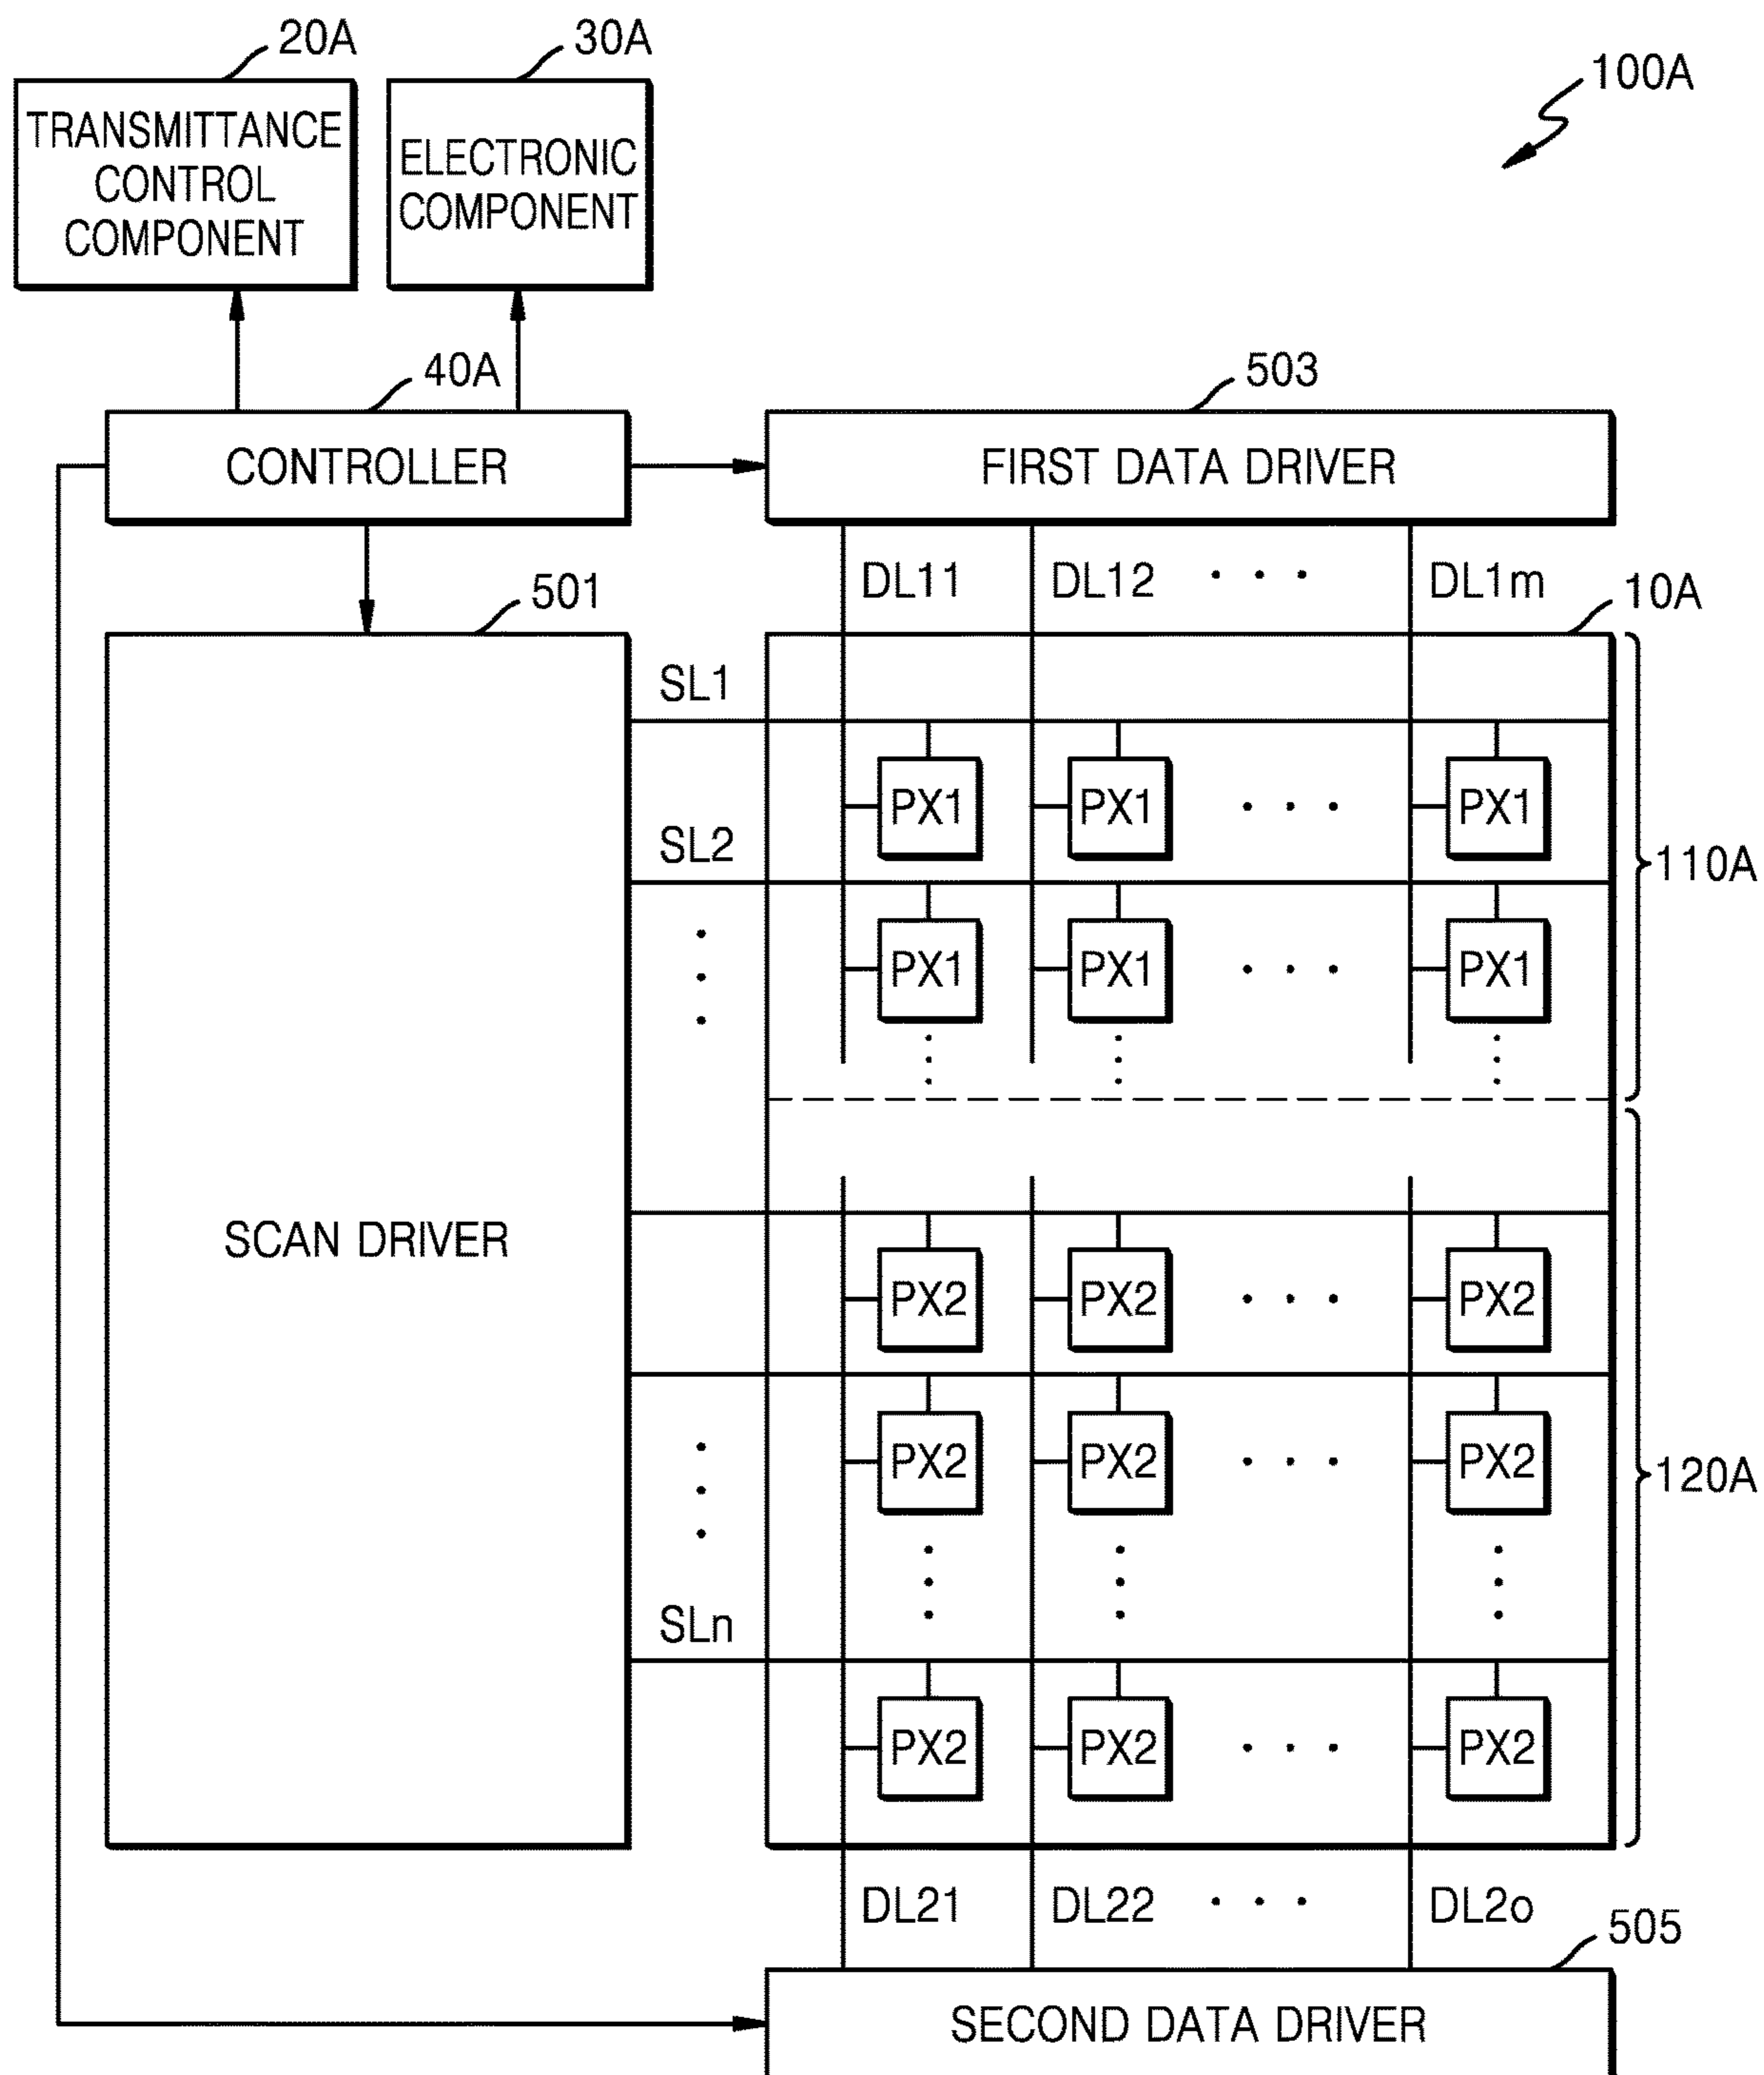 20A
30A
100A
TRANSMITTANCE
CONTROL
COMPONENT
ELECTRONIC
COMPONENT
40A
503
CONTROLLER
FIRST DATA DRIVER
DL11 DL12 · · · DL1m
501
10A
SL1
PX1 PX1 · · · PX1
SL2
110A
PX1 PX1 · · · PX1
SCAN DRIVER
PX2 PX2 · · · PX2
PX2 PX2 · · · PX2
120A
SLn
PX2 PX2 · · · PX2
DL21 DL22 · · · DL2o
505
SECOND DATA DRIVER